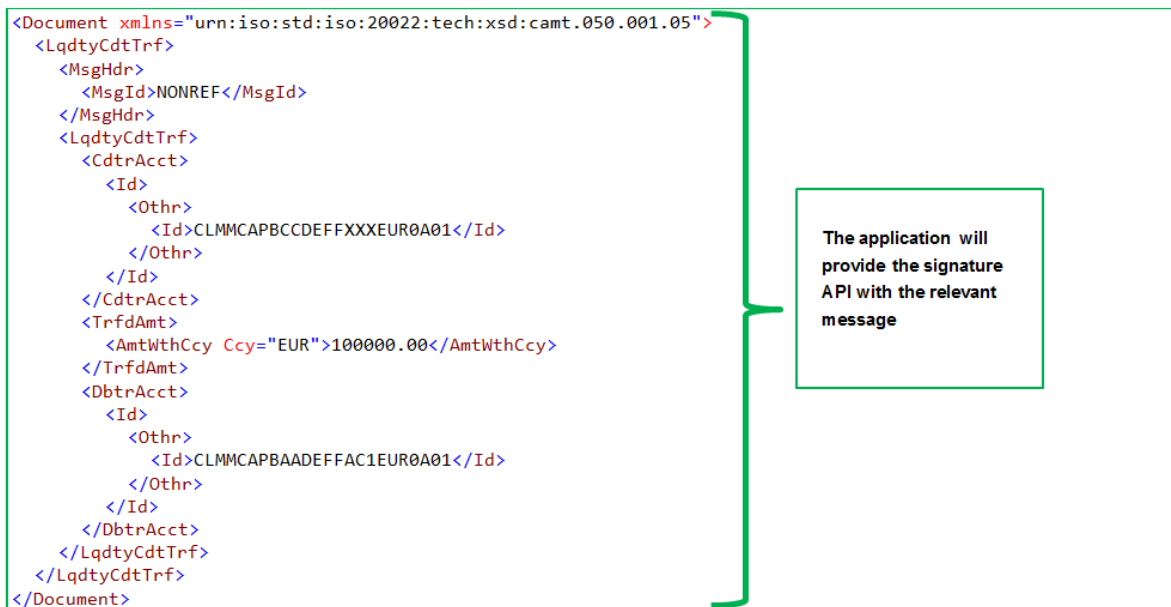 <Document xmlns="urn:iso:std:iso:20022:tech:xsd:camt.050.001.05">
<LqdtyCdtTrf>
<MsgHdr>
<MsgId>NONREF</MsgId>
</MsgHdr>
<LqdtyCdtTrf>
<CdtrAcct>
<Id>
<Othr>
<Id>CLMMCAPBCCDEFFXXXEUR0A01</Id>
</Othr>
</Id>
</CdtrAcct>
<TrfdAmt>
<AmtWthCcy Ccy="EUR">100000.00</AmtWthCcy>
</TrfdAmt>
<DbtrAcct>
<Id>
<Othr>
<Id>CLMMCAPBAADEFFAC1EUR0A01</Id>
</Othr>
</Id>
</DbtrAcct>
</LqdtyCdtTrf>
</LqdtyCdtTrf>
</Document>
The application will
provide the signature
API with the relevant
message